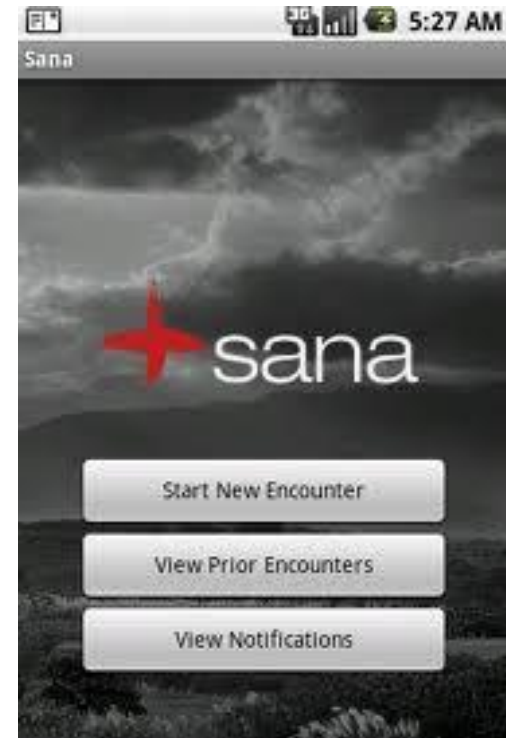 5:27 AM
Sana
sana
Start New Encounter
View Prior Encounters
View Notifications